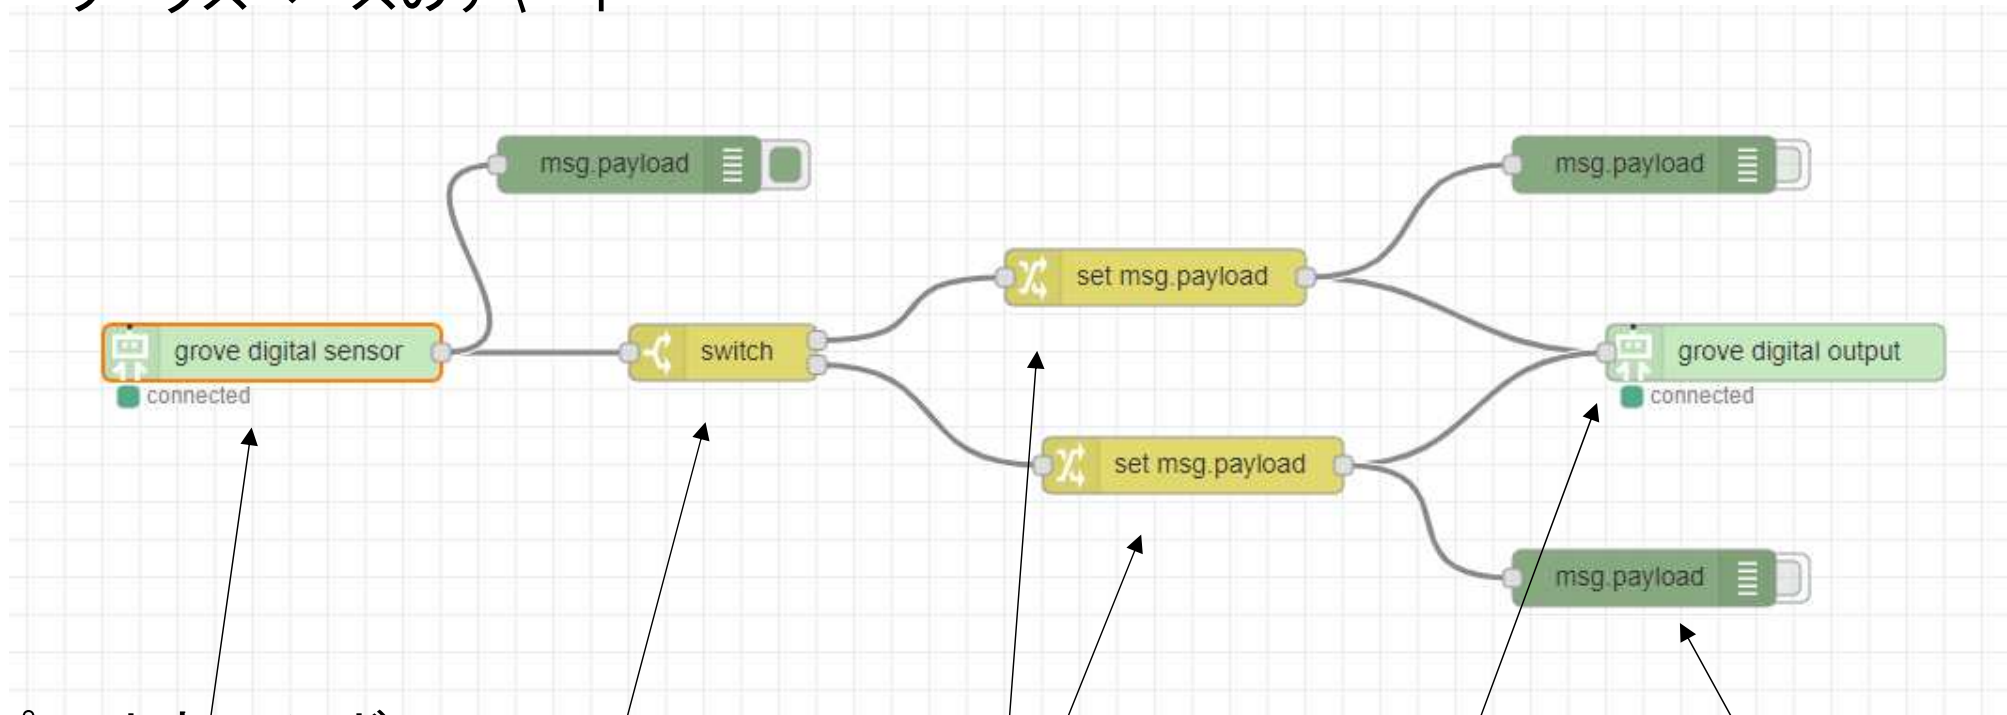 msg.payload
msg.payload
set msg.payload
grove digital sensor
switch
grove digital output
connected
connected
set msg.payload
msg.payload